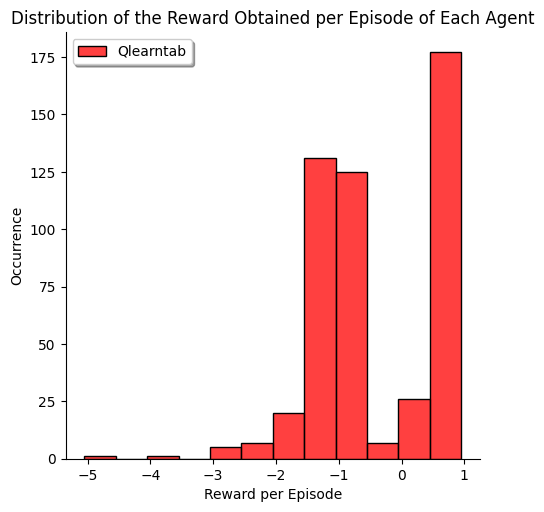 Distribution of the Reward Obtained per Episode of Each Agent
Qlearntab
175
150
125
100
75
50
25
0
Occurrence
−5 −4 −3 −2 −1 0 1
Reward per Episode